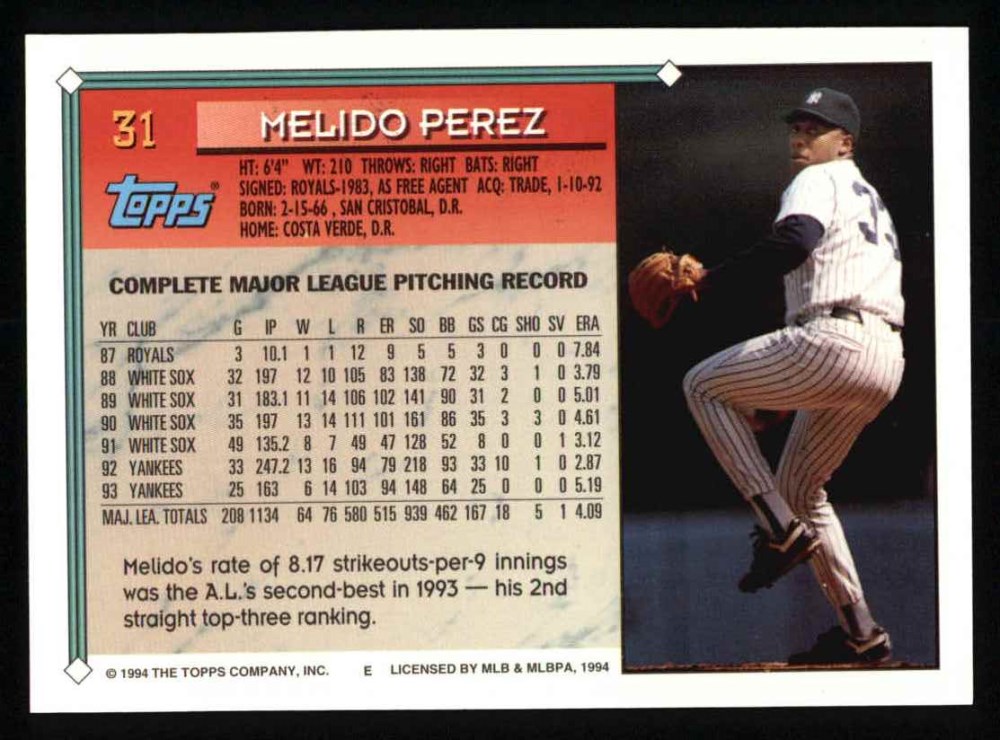 31
MELIDO PEREZ
TOPPS®
HT: 6'4" WT: 210 THROWS: RIGHT BATS: RIGHT
SIGNED: ROYALS-1983, AS FREE AGENT ACQ: TRADE, 1-10-92
BORN: 2-15-66 , SAN CRISTOBAL, D.R.
HOME: COSTA VERDE, D.R.
COMPLETE MAJOR LEAGUE PITCHING RECORD
YR CLUB G IP W L R ER SO BB GS CG SHO SV ERA
87 ROYALS 3 10.1 1 1 12 9 5 5 3 0 0 0 7.84
88 WHITE SOX 32 197 12 10 105 83 138 72 32 3 1 0 3.79
89 WHITE SOX 31 183.1 11 14 106 102 141 90 31 2 0 0 5.01
90 WHITE SOX 35 197 13 14 111 101 161 86 35 3 3 0 4.61
91 WHITE SOX 49 135.2 8 7 49 47 128 52 8 0 0 1 3.12
92 YANKEES 33 247.2 13 16 94 79 218 93 33 10 1 0 2.87
93 YANKEES 25 163 6 14 103 94 148 64 25 0 0 0 5.19
MAJ. LEA. TOTALS 208 1134 64 76 580 515 939 462 167 18 5 1 4.09
Melido's rate of 8.17 strikeouts-per-9 innings
was the A.L.'s second-best in 1993 — his 2nd
straight top-three ranking.
© 1994 THE TOPPS COMPANY, INC. E LICENSED BY MLB & MLBPA, 1994